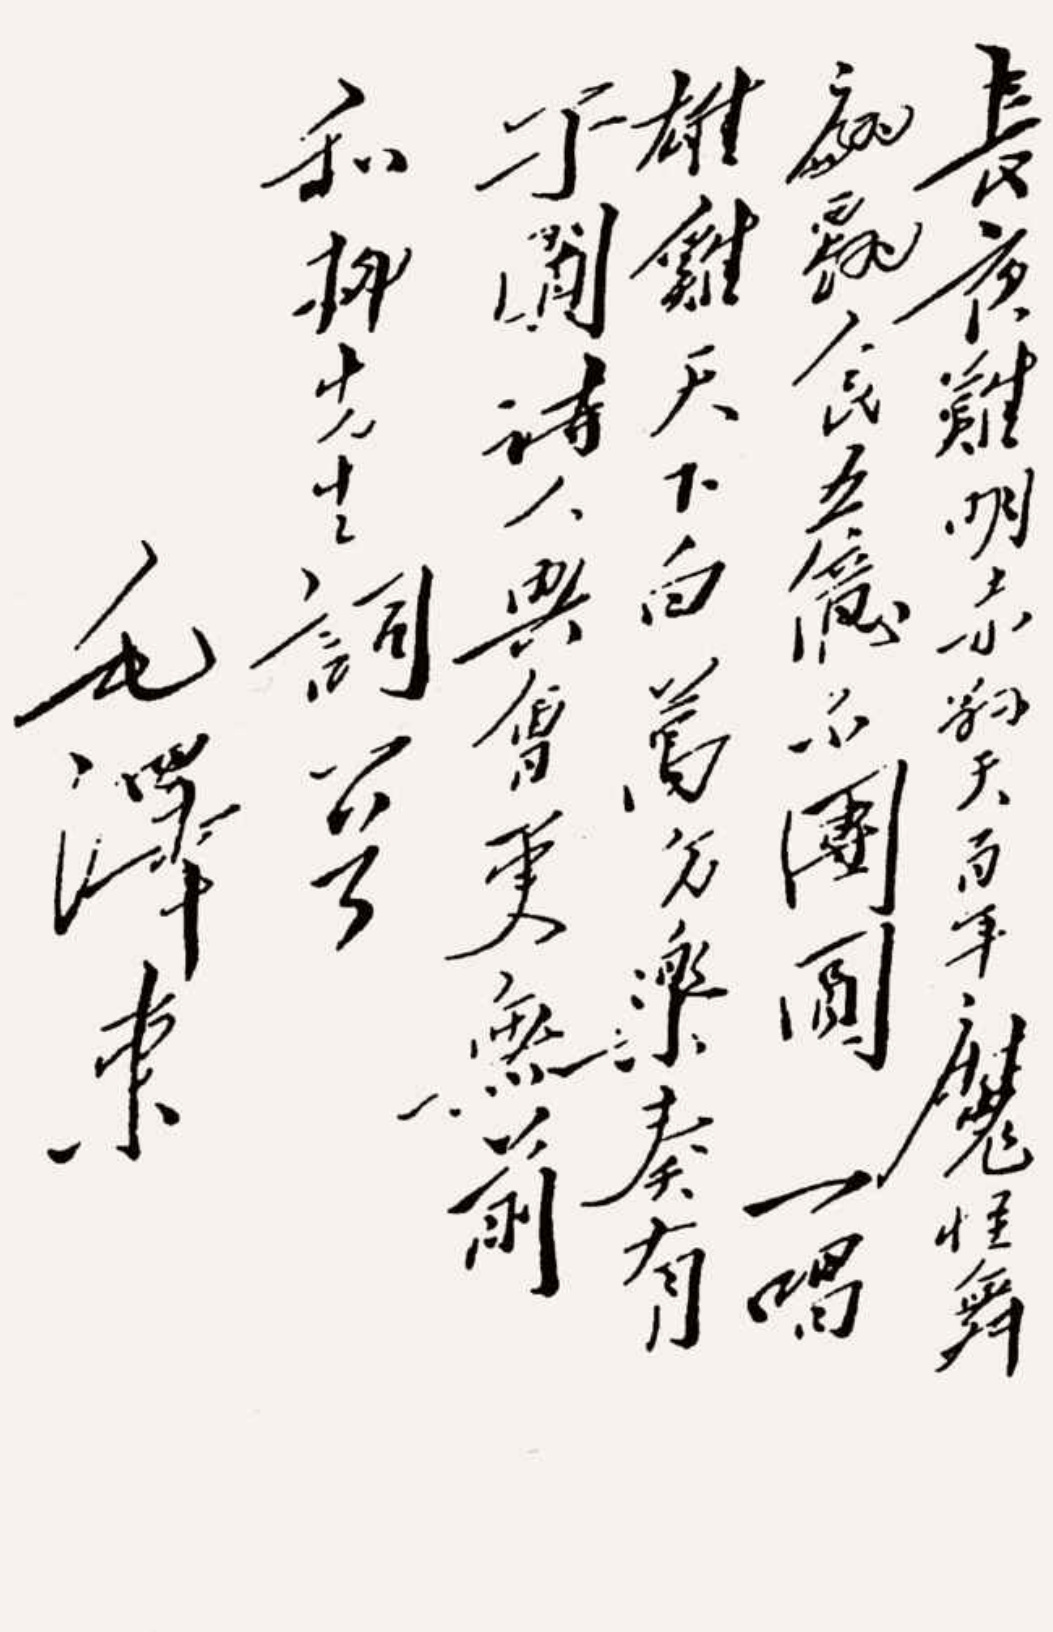 長夜難明赤縣天百年魔怪舞
翩躚人民五億不團圓 一唱
雄雞天下白萬方樂奏有
于闐詩人興會更無前
和柳先生詞一首
毛澤東